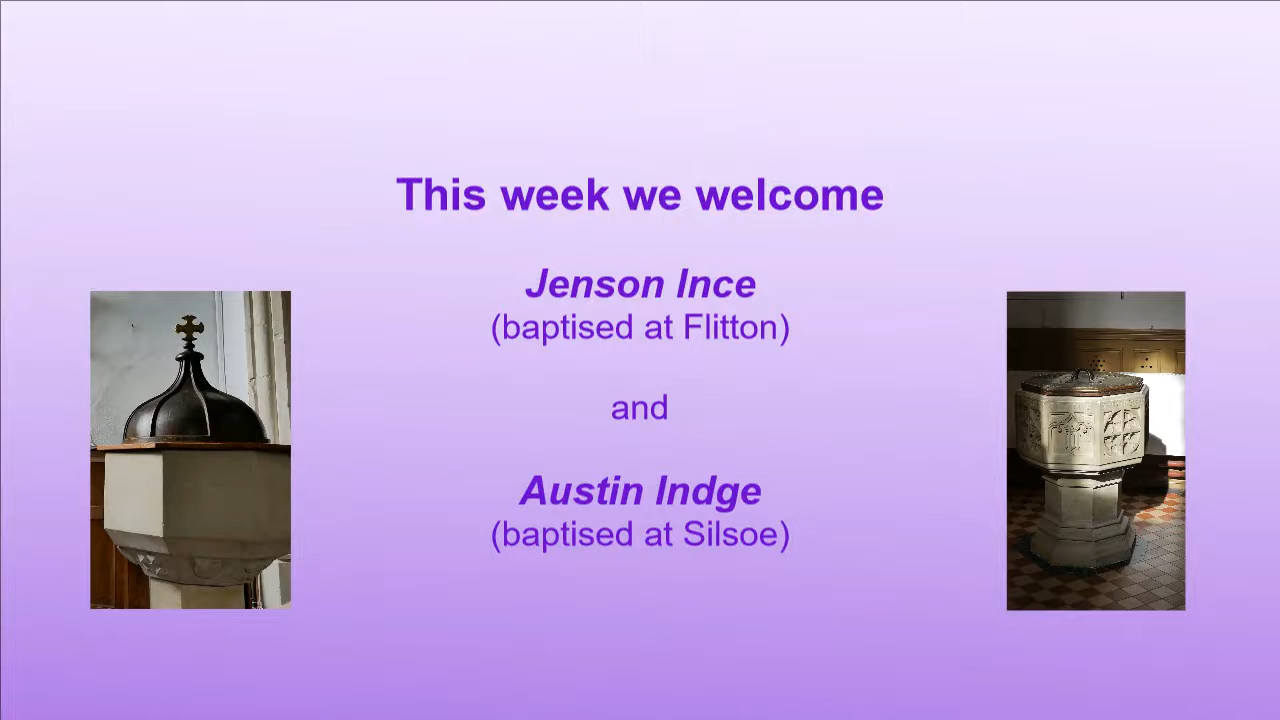 This week we welcome
Jenson Ince
(baptised at Flitton)
and
Austin Indge
(baptised at Silsoe)